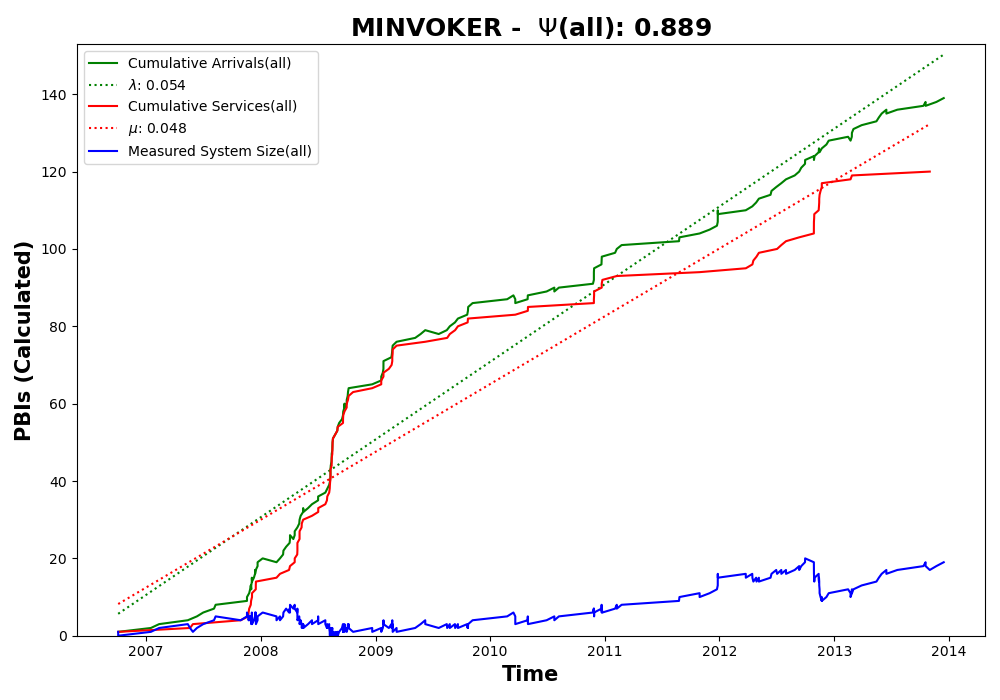 MINVOKER - Ψ(all): 0.889
Cumulative Arrivals(all)
λ: 0.054
Cumulative Services(all)
μ: 0.048
Measured System Size(all)
PBIs (Calculated)
140
120
100
80
60
40
20
0
2007 2008 2009 2010 2011 2012 2013 2014
Time